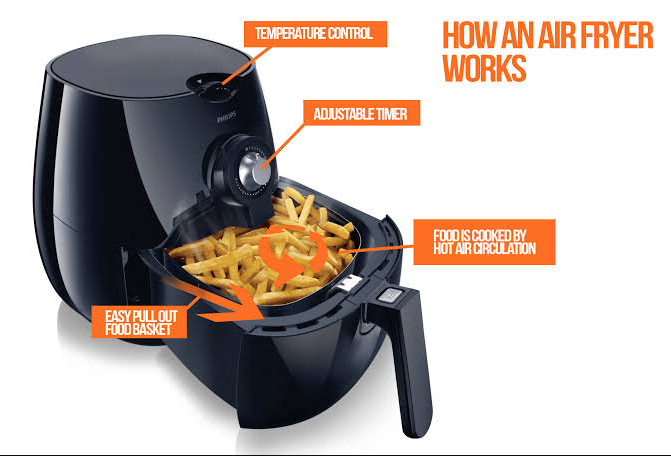 TEMPERATURE CONTROL
HOW AN AIR FRYER
WORKS
ADJUSTABLE TIMER
PHILIPS
FOOD IS COOKED BY
HOT AIR CIRCULATION
EASY PULL OUT
FOOD BASKET